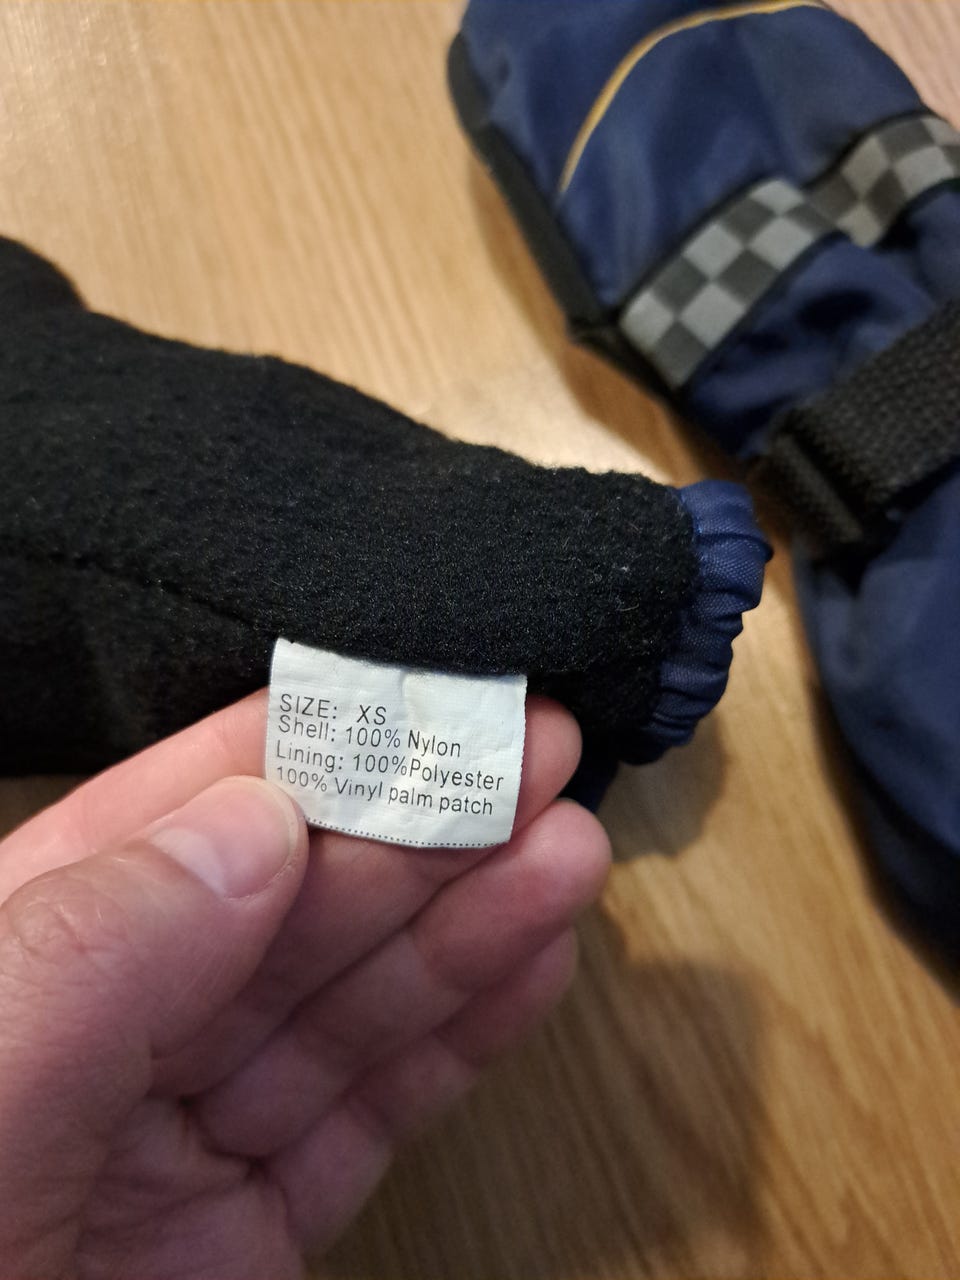 SIZE: XS
Shell: 100% Nylon
Lining: 100%Polyester
100% Vinyl palm patch